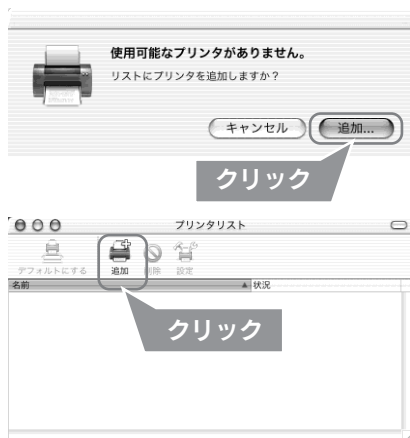 使用可能なプリンタがありません。
リストにプリンタを追加しますか？
キャンセル
追加...
クリック
プリンタリスト
デフォルトにする 追加 削除 設定
名前 状況
クリック